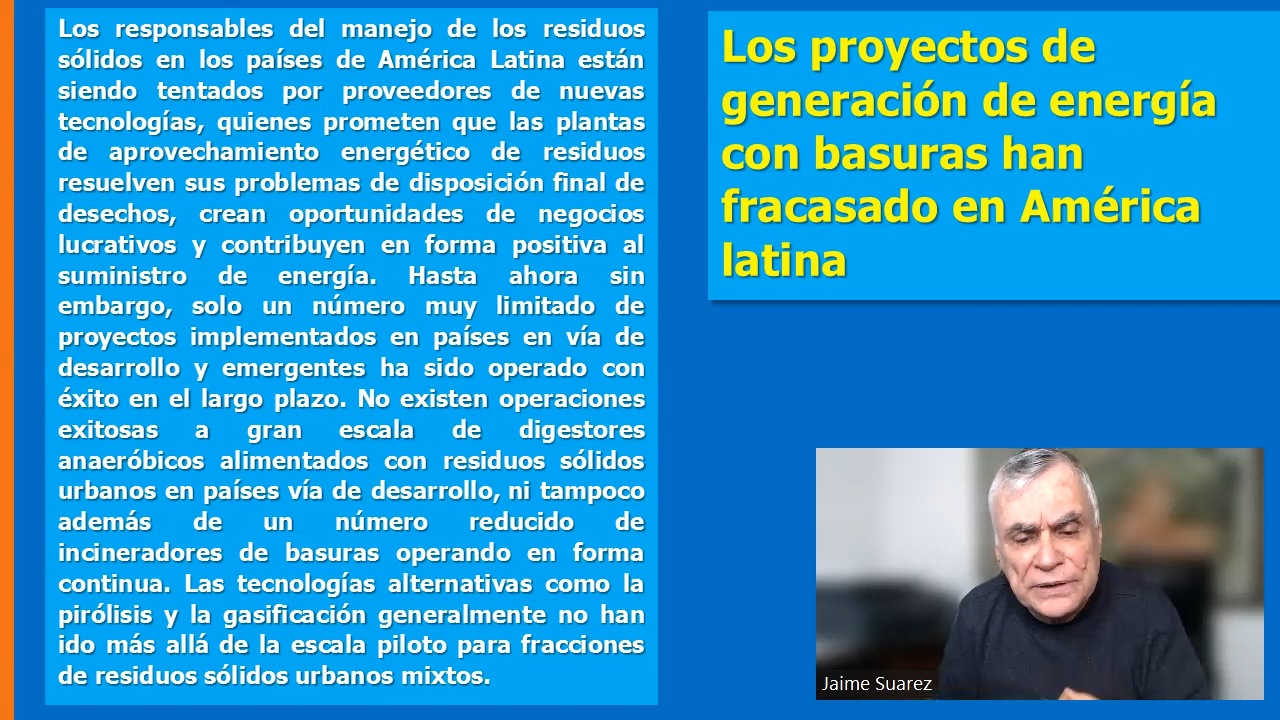 Los responsables del manejo de los residuos
sólidos en los países de América Latina están
siendo tentados por proveedores de nuevas
tecnologías, quienes prometen que las plantas
de aprovechamiento energético de residuos
resuelven sus problemas de disposición final de
desechos, crean oportunidades de negocios
lucrativos y contribuyen en forma positiva al
suministro de energía. Hasta ahora sin
embargo, solo un número muy limitado de
proyectos implementados en países en vía de
desarrollo y emergentes ha sido operado con
éxito en el largo plazo. No existen operaciones
exitosas a gran escala de digestores
anaeróbicos alimentados con residuos sólidos
urbanos en países vía de desarrollo, ni tampoco
además de un número reducido de
incineradores de basuras operando en forma
continua. Las tecnologías alternativas como la
pirólisis y la gasificación generalmente no han
ido más allá de la escala piloto para fracciones
de residuos sólidos urbanos mixtos.
Los proyectos de
generación de energía
con basuras han
fracasado en América
latina
Jaime Suarez